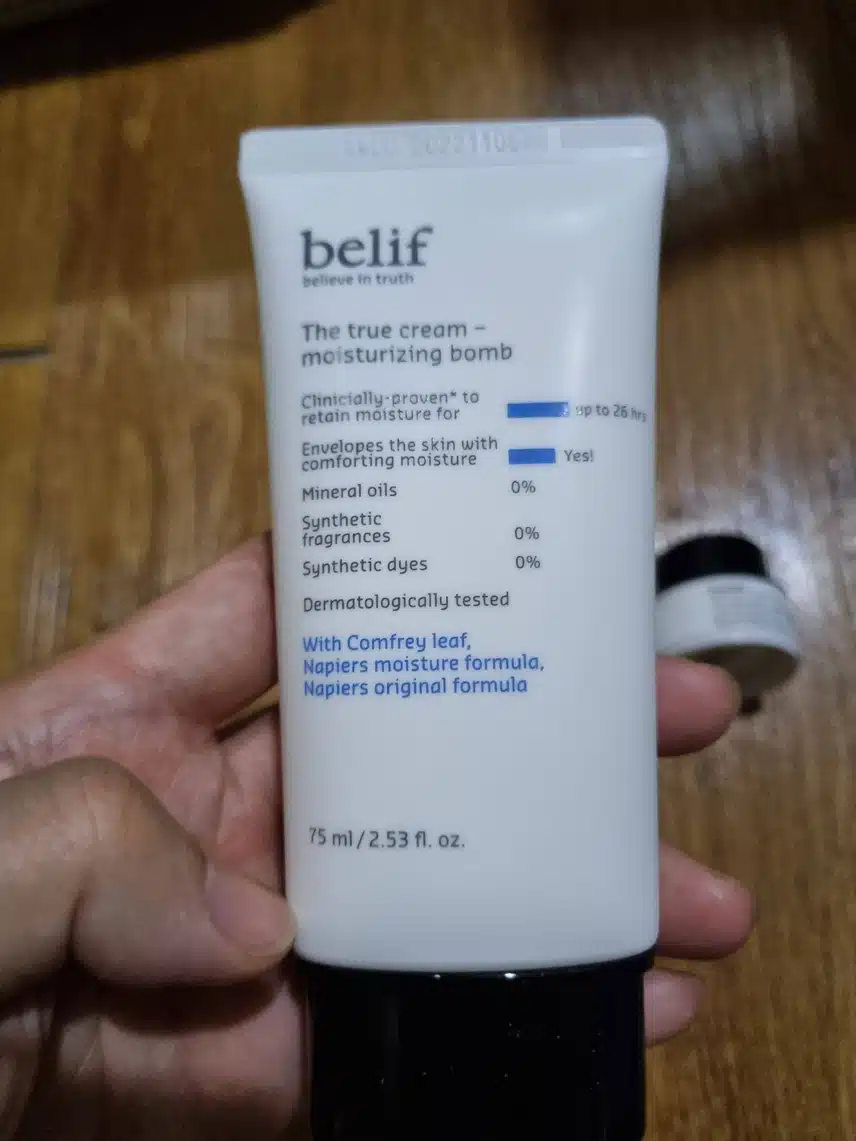 belif
believe in truth
The true cream –
moisturizing bomb
Clinicially-proven* to
retain moisture for
up to 26 hrs
Envelopes the skin with
comforting moisture
Yes!
Mineral oils 0%
Synthetic
fragrances 0%
Synthetic dyes 0%
Dermatologically tested
With Comfrey leaf,
Napiers moisture formula,
Napiers original formula
75 ml / 2.53 fl. oz.